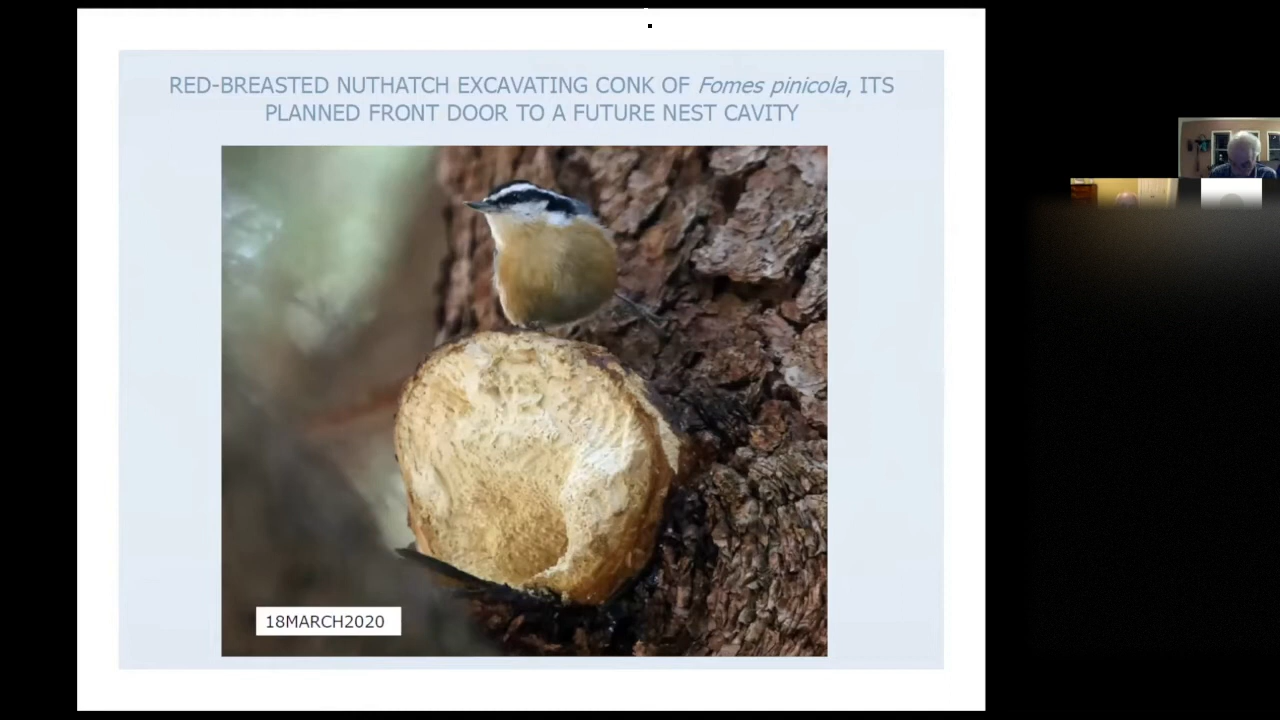 RED-BREASTED NUTHATCH EXCAVATING CONK OF Fomes pinicola, ITS
PLANNED FRONT DOOR TO A FUTURE NEST CAVITY
18MARCH2020